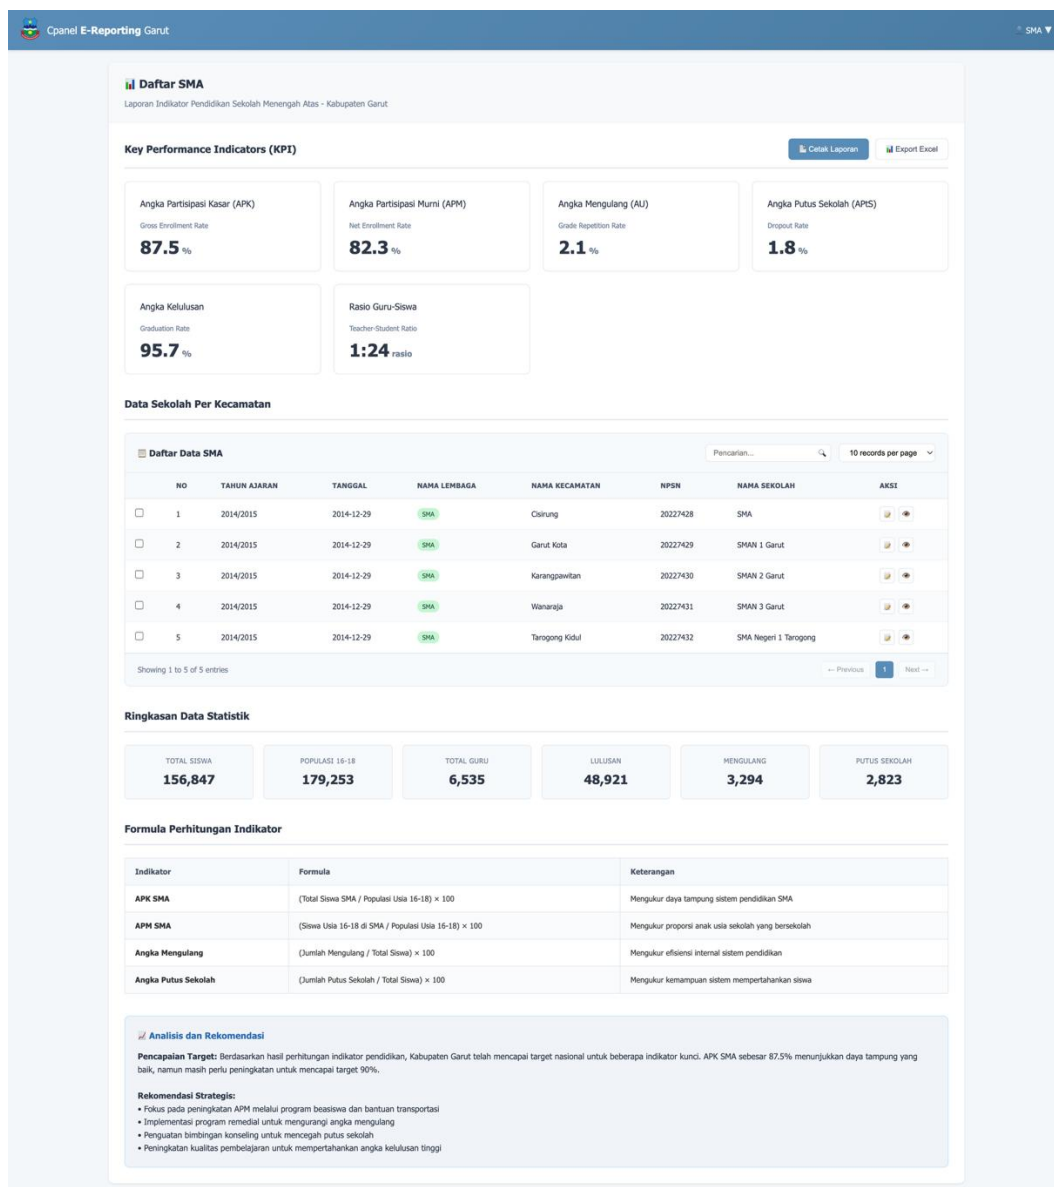 Cpanel E-Reporting Garut
SMA ▼
Daftar SMA
Laporan Indikator Pendidikan Sekolah Menengah Atas - Kabupaten Garut
Key Performance Indicators (KPI)
Cetak Laporan
Export Excel
Angka Partisipasi Kasar (APK)
Gross Enrollment Rate
87.5 %
Angka Partisipasi Murni (APM)
Net Enrollment Rate
82.3 %
Angka Mengulang (AU)
Grade Repetition Rate
2.1 %
Angka Putus Sekolah (APtS)
Dropout Rate
1.8 %
Angka Kelulusan
Graduation Rate
95.7 %
Rasio Guru-Siswa
Teacher-Student Ratio
1:24 rasio
Data Sekolah Per Kecamatan
Daftar Data SMA
Pencarian...
10 records per page
NO TAHUN AJARAN TANGGAL NAMA LEMBAGA NAMA KECAMATAN NPSN NAMA SEKOLAH AKSI
1 2014/2015 2014-12-29 SMA Cisirung 20227428 SMA
2 2014/2015 2014-12-29 SMA Garut Kota 20227429 SMAN 1 Garut
3 2014/2015 2014-12-29 SMA Karangpawitan 20227430 SMAN 2 Garut
4 2014/2015 2014-12-29 SMA Wanaraja 20227431 SMAN 3 Garut
5 2014/2015 2014-12-29 SMA Tarogong Kidul 20227432 SMA Negeri 1 Tarogong
Showing 1 to 5 of 5 entries
← Previous 1 Next →
Ringkasan Data Statistik
TOTAL SISWA
156,847
POPULASI 16-18
179,253
TOTAL GURU
6,535
LULUSAN
48,921
MENGULANG
3,294
PUTUS SEKOLAH
2,823
Formula Perhitungan Indikator
Indikator Formula Keterangan
APK SMA (Total Siswa SMA / Populasi Usia 16-18) × 100 Mengukur daya tampung sistem pendidikan SMA
APM SMA (Siswa Usia 16-18 di SMA / Populasi Usia 16-18) × 100 Mengukur proporsi anak usia sekolah yang bersekolah
Angka Mengulang (Jumlah Mengulang / Total Siswa) × 100 Mengukur efisiensi internal sistem pendidikan
Angka Putus Sekolah (Jumlah Putus Sekolah / Total Siswa) × 100 Mengukur kemampuan sistem mempertahankan siswa
Analisis dan Rekomendasi
Pencapaian Target: Berdasarkan hasil perhitungan indikator pendidikan, Kabupaten Garut telah mencapai target nasional untuk beberapa indikator kunci. APK SMA sebesar 87.5% menunjukkan daya tampung yang
baik, namun masih perlu peningkatan untuk mencapai target 90%.
Rekomendasi Strategis:
• Fokus pada peningkatan APM melalui program beasiswa dan bantuan transportasi
• Implementasi program remedial untuk mengurangi angka mengulang
• Penguatan bimbingan konseling untuk mencegah putus sekolah
• Peningkatan kualitas pembelajaran untuk mempertahankan angka kelulusan tinggi